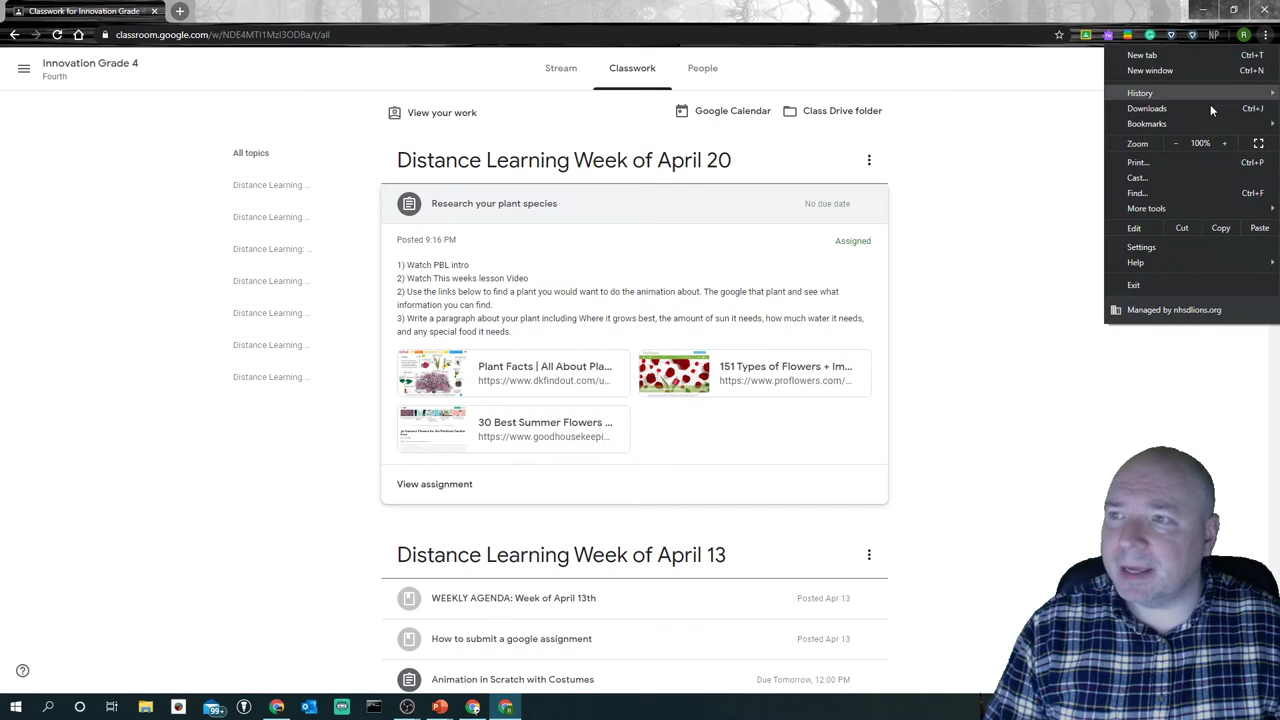 Classwork for Innovation Grade 4
classroom.google.com/w/NDE4MTI1MzI3ODBa/t/all
R
NP
Innovation Grade 4
Fourth
Stream
Classwork
People
View your work
Google Calendar
Class Drive folder
All topics
Distance Learning ...
Distance Learning ...
Distance Learning: ...
Distance Learning ...
Distance Learning ...
Distance Learning ...
Distance Learning ...
Distance Learning Week of April 20
Research your plant species
No due date
Posted 9:16 PM
Assigned
1) Watch PBL intro
2) Watch This weeks lesson Video
2) Use the links below to find a plant you would want to do the animation about. The google that plant and see what
information you can find.
3) Write a paragraph about your plant including Where it grows best, the amount of sun it needs, how much water it needs,
and any special food it needs.
Plant Facts | All About Pla...
https://www.dkfindout.com/u...
151 Types of Flowers + Im...
https://www.proflowers.com/...
30 Best Summer Flowers ...
https://www.goodhousekeepi...
View assignment
Distance Learning Week of April 13
WEEKLY AGENDA: Week of April 13th
Posted Apr 13
How to submit a google assignment
Posted Apr 13
Animation in Scratch with Costumes
Due Tomorrow, 12:00 PM
New tab Ctrl+T
New window Ctrl+N
History
Downloads Ctrl+J
Bookmarks
Zoom − 100% +
Print... Ctrl+P
Cast...
Find... Ctrl+F
More tools
Edit Cut Copy Paste
Settings
Help
Exit
Managed by nhsdlions.org
99+